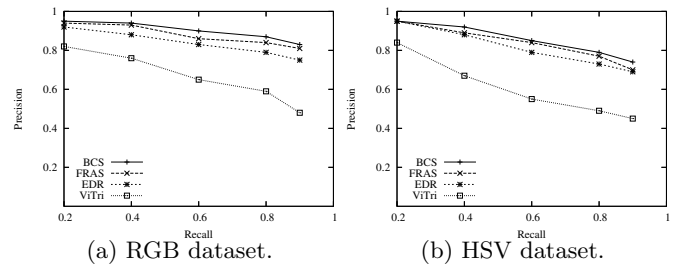 1
0.8
0.6
0.4
0.2
Precision
BCS
FRAS
EDR
ViTri
0.2 0.4 0.6 0.8 1
Recall
(a) RGB dataset.
1
0.8
0.6
0.4
0.2
Precision
BCS
FRAS
EDR
ViTri
0.2 0.4 0.6 0.8 1
Recall
(b) HSV dataset.